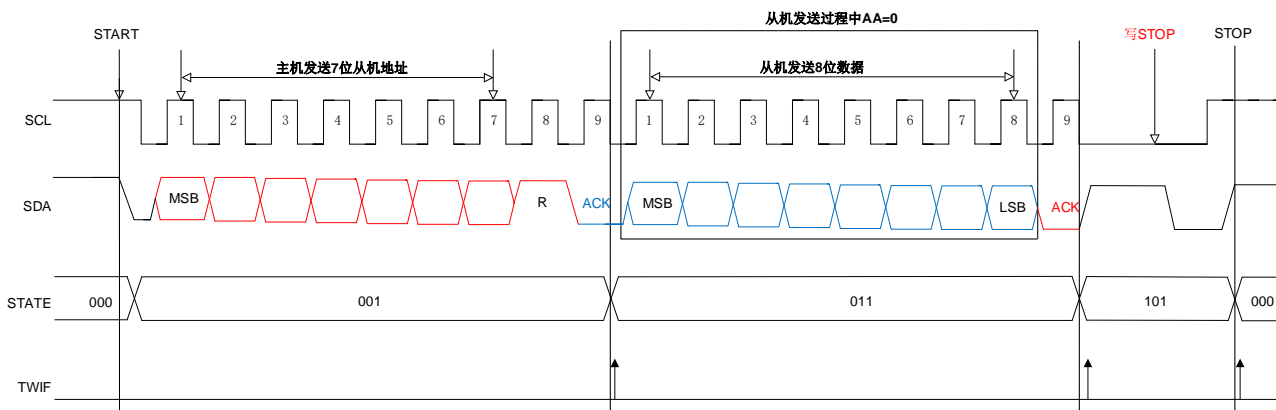 从机发送过程中AA=0
START
写STOP
STOP
主机发送7位从机地址
从机发送8位数据
SCL
1 2 3 4 5 6 7 8 9 1 2 3 4 5 6 7 8 9
SDA
MSB R ACK MSB LSB ACK
STATE
000 001 011 101 000
TWIF